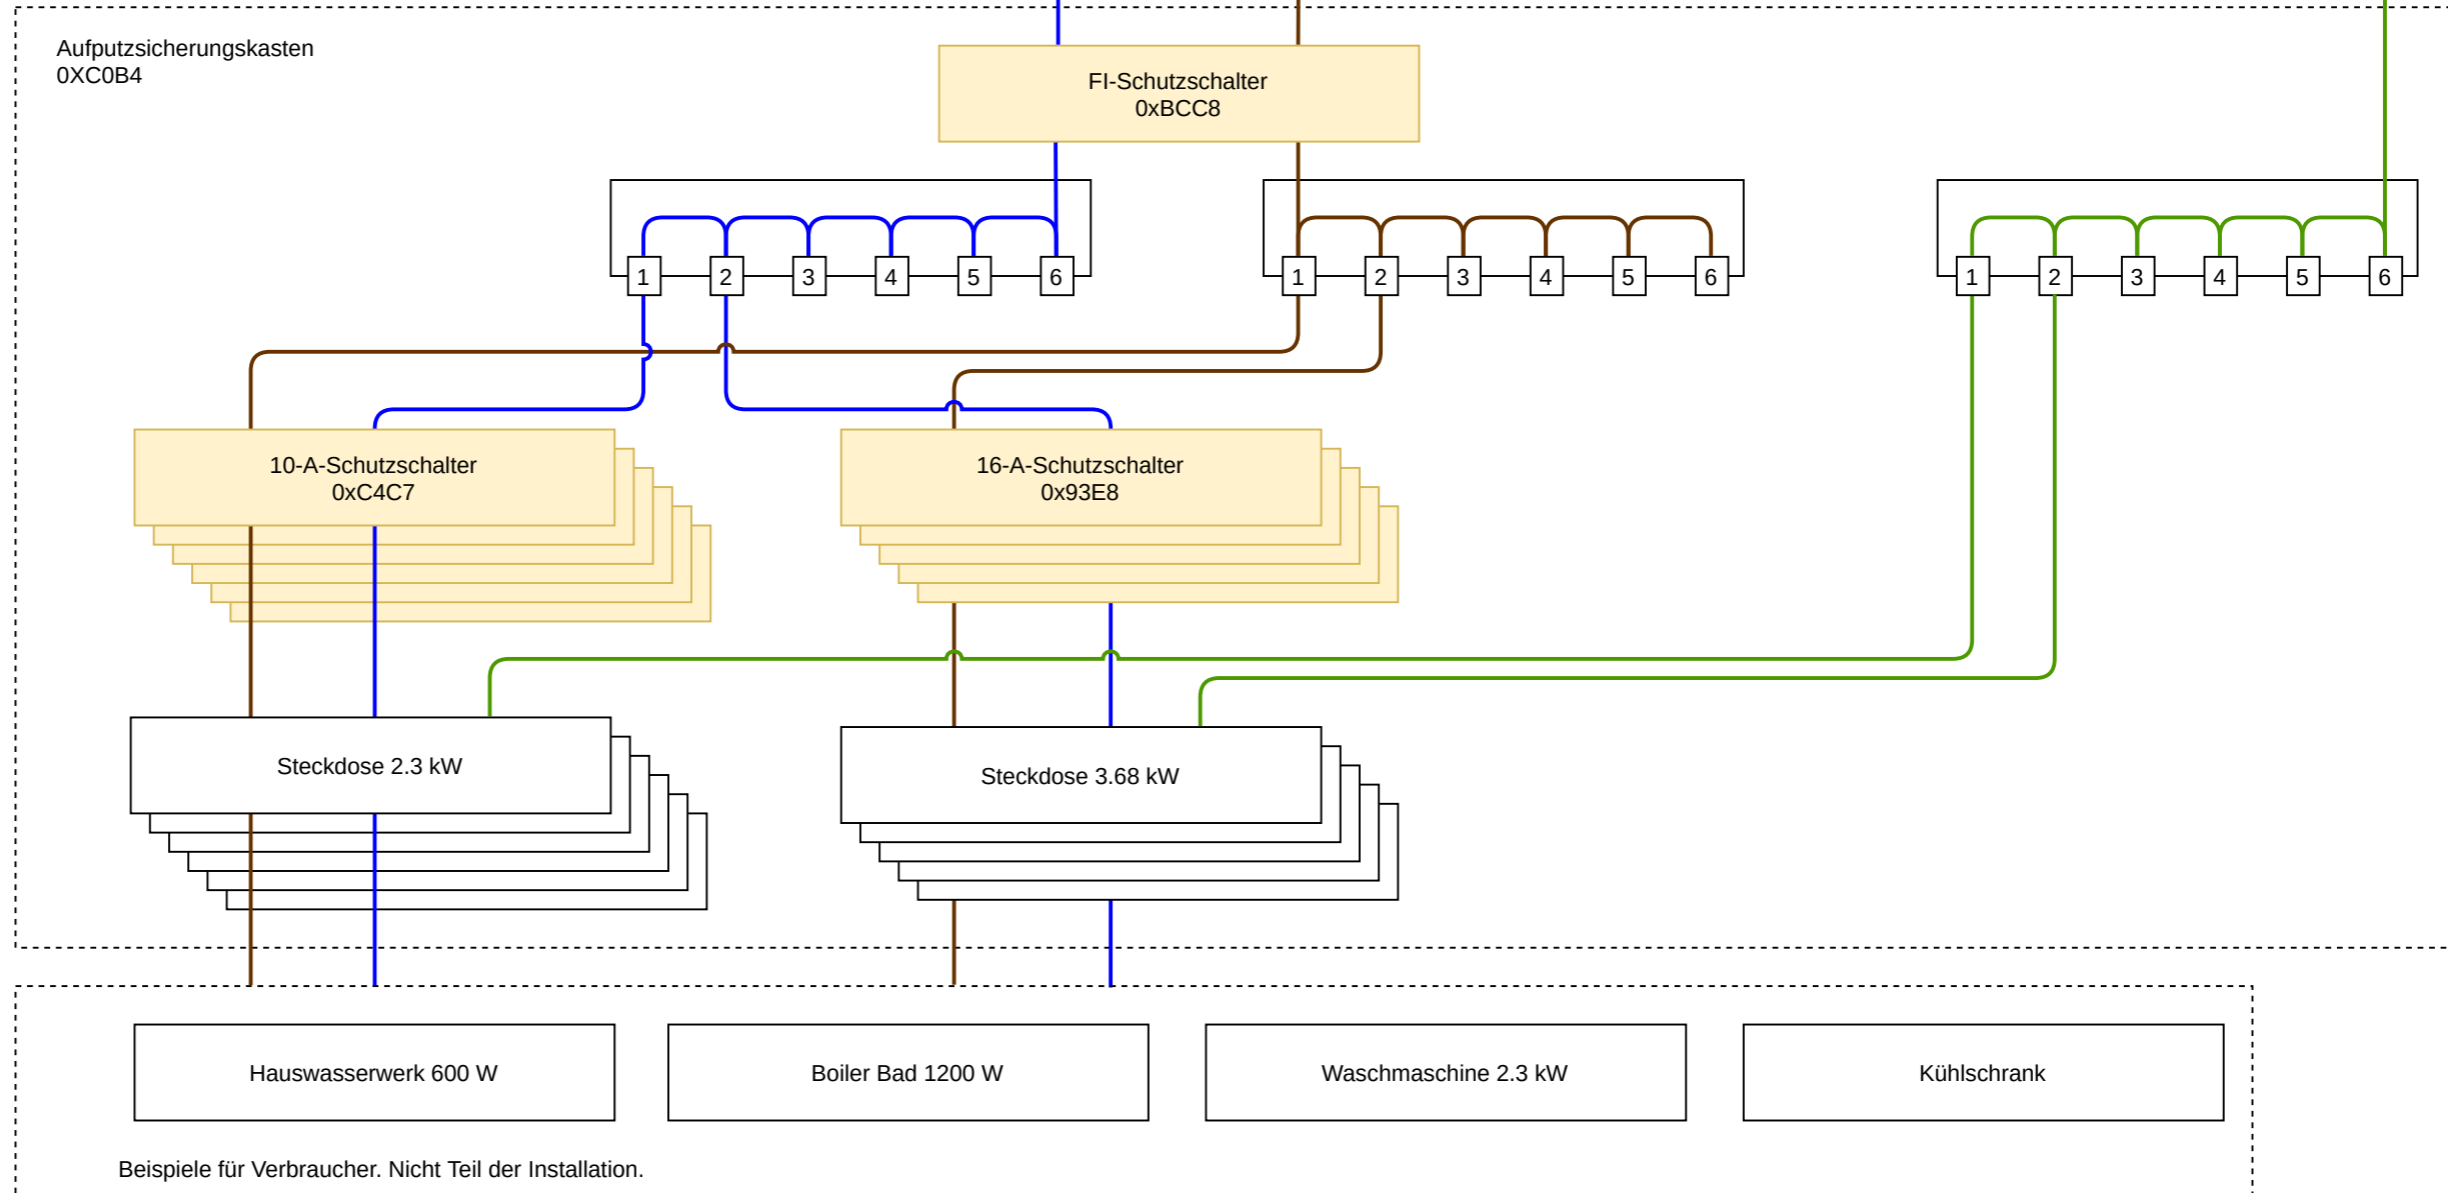 Aufputzsicherungskasten
0XC0B4
FI-Schutzschalter
0xBCC8
1 2 3 4 5 6
1 2 3 4 5 6
1 2 3 4 5 6
10-A-Schutzschalter
0xC4C7
16-A-Schutzschalter
0x93E8
Steckdose 2.3 kW
Steckdose 3.68 kW
Hauswasserwerk 600 W
Boiler Bad 1200 W
Waschmaschine 2.3 kW
Kühlschrank
Beispiele für Verbraucher. Nicht Teil der Installation.